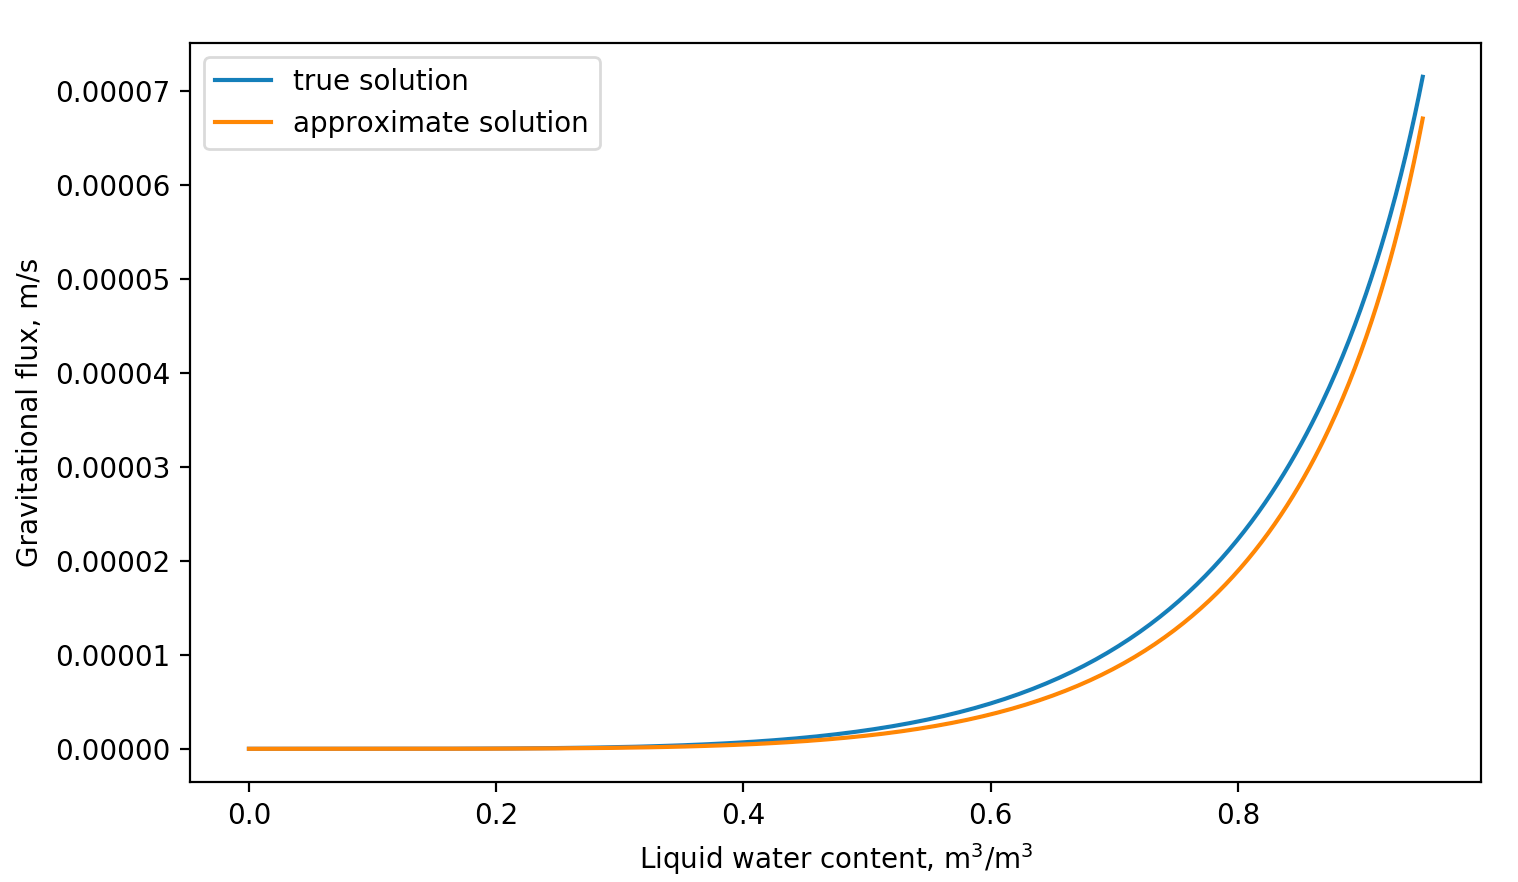 true solution
approximate solution
0.00007
0.00006
0.00005
0.00004
0.00003
0.00002
0.00001
0.00000
Gravitational flux, m/s
0.0 0.2 0.4 0.6 0.8
Liquid water content, m³/m³